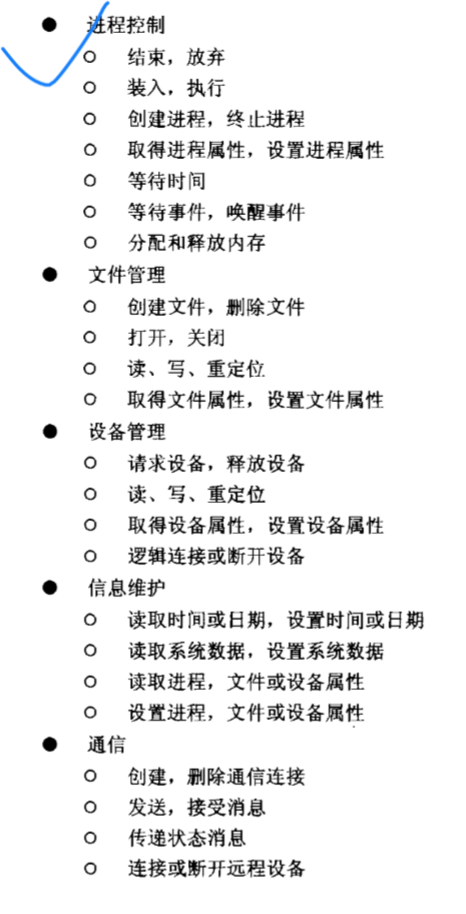 ● 进程控制
○ 结束，放弃
○ 装入，执行
○ 创建进程，终止进程
○ 取得进程属性，设置进程属性
○ 等待时间
○ 等待事件，唤醒事件
○ 分配和释放内存
● 文件管理
○ 创建文件，删除文件
○ 打开，关闭
○ 读、写、重定位
○ 取得文件属性，设置文件属性
● 设备管理
○ 请求设备，释放设备
○ 读、写、重定位
○ 取得设备属性，设置设备属性
○ 逻辑连接或断开设备
● 信息维护
○ 读取时间或日期，设置时间或日期
○ 读取系统数据，设置系统数据
○ 读取进程，文件或设备属性
○ 设置进程，文件或设备属性
● 通信
○ 创建，删除通信连接
○ 发送，接受消息
○ 传递状态消息
○ 连接或断开远程设备